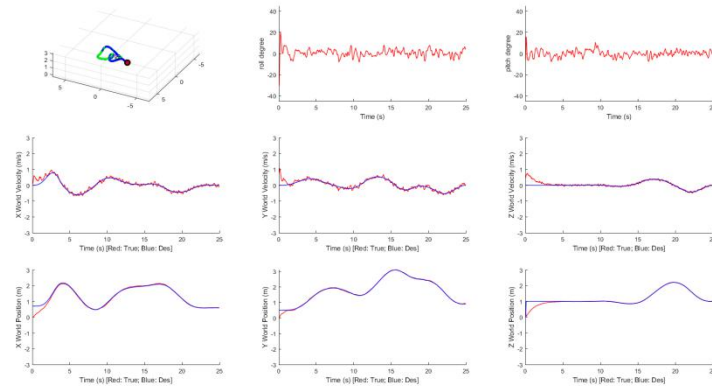 3
2
1
0
5
0
-5
5
0
-5
roll degree
40
20
0
-20
-40
0 5 10 15 20 25
Time (s)
pitch degree
40
20
0
-20
-40
0 5 10 15 20 25
Time (s)
X World Velocity (m/s)
3
2
1
0
-1
-2
-3
0 5 10 15 20 25
Time (s) [Red: True; Blue: Des]
Y World Velocity (m/s)
3
2
1
0
-1
-2
-3
0 5 10 15 20 25
Time (s) [Red: True; Blue: Des]
Z World Velocity (m/s)
3
2
1
0
-1
-2
-3
0 5 10 15 20 25
Time (s) [Red: True; Blue: Des]
X World Position (m)
3
2
1
0
-1
-2
-3
0 5 10 15 20 25
Time (s) [Red: True; Blue: Des]
Y World Position (m)
3
2
1
0
-1
-2
-3
0 5 10 15 20 25
Time (s) [Red: True; Blue: Des]
Z World Position (m)
3
2
1
0
-1
-2
-3
0 5 10 15 20 25
Time (s) [Red: True; Blue: Des]